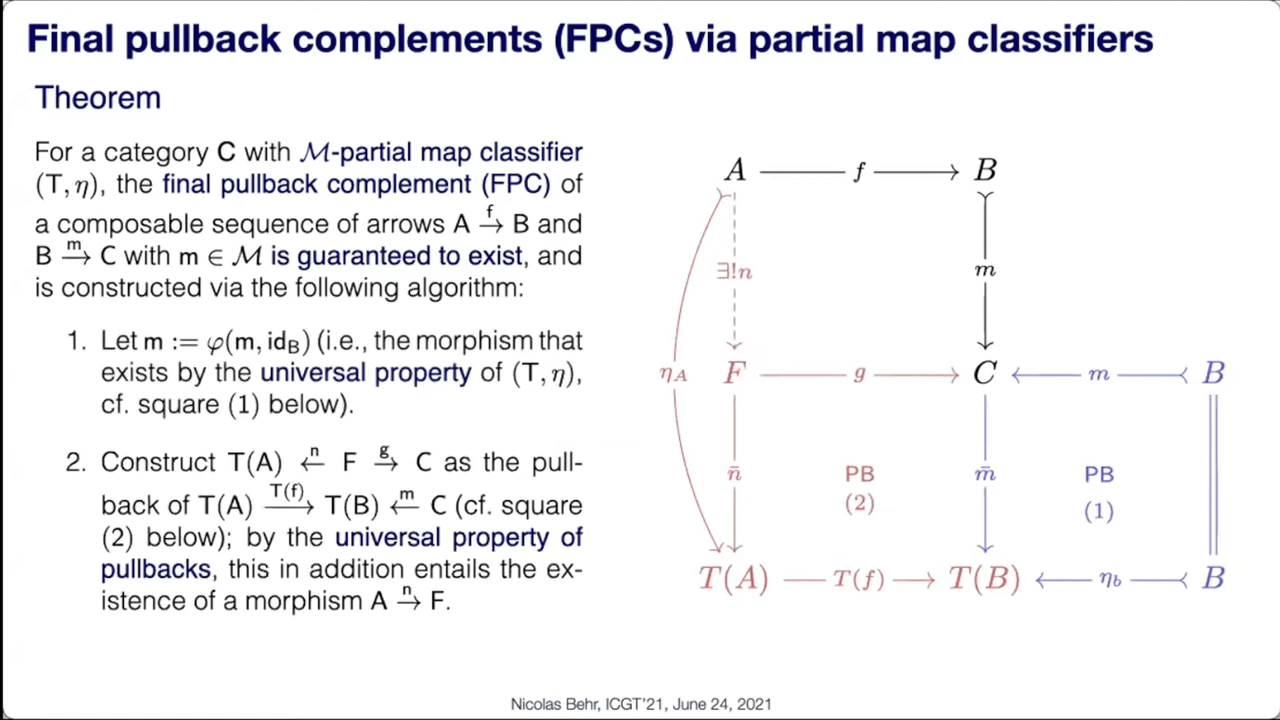 Final pullback complements (FPCs) via partial map classifiers
Theorem
For a category C with ℳ-partial map classifier
(T, η), the final pullback complement (FPC) of
a composable sequence of arrows A →f B and
B →m C with m ∈ ℳ is guaranteed to exist, and
is constructed via the following algorithm:
1. Let m := φ(m, id_B) (i.e., the morphism that
exists by the universal property of (T, η),
cf. square (1) below).
2. Construct T(A) ←n F →g C as the pull-
back of T(A) →T(f) T(B) ←m C (cf. square
(2) below); by the universal property of
pullbacks, this in addition entails the ex-
istence of a morphism A →n F.
A f B
∃!n m
η_A F g C m B
n̄ PB (2) m̄ PB (1)
T(A) T(f) T(B) η_b B
Nicolas Behr, ICGT'21, June 24, 2021